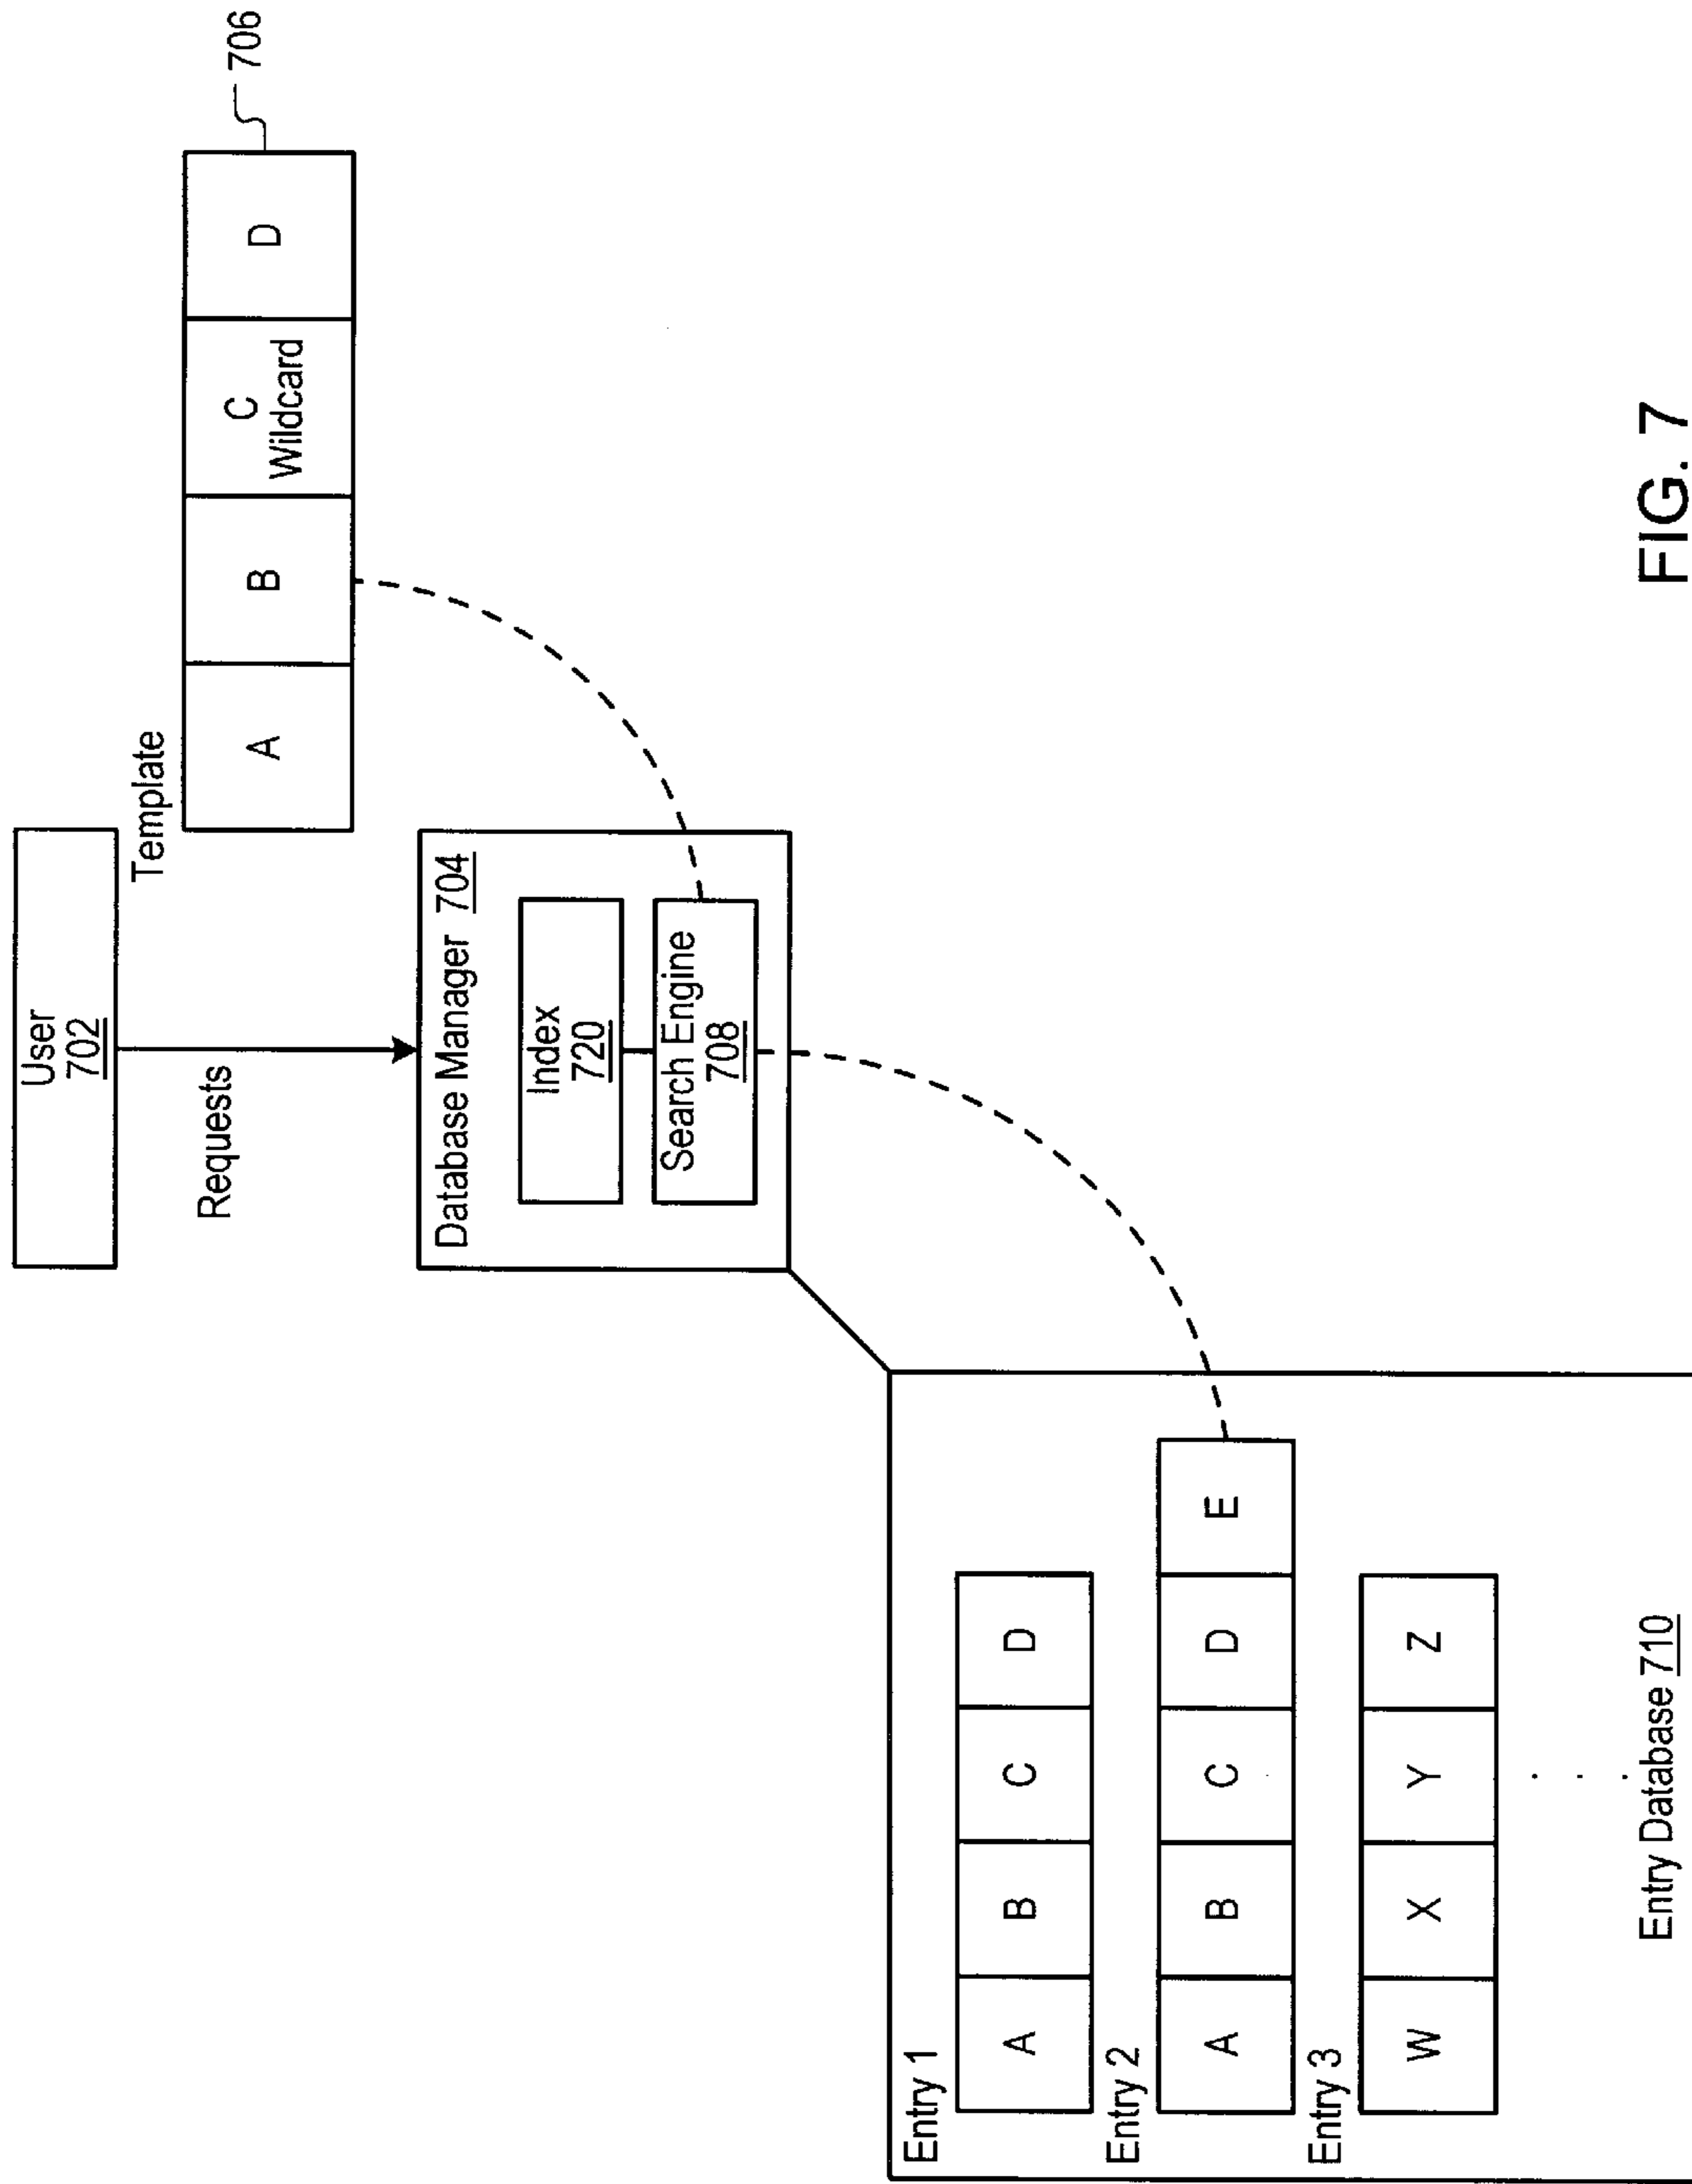 User
702
Requests
Template
A
B
C
Wildcard
D
706
Database Manager 704
Index
720
Search Engine
708
Entry 1
A
B
C
D
Entry 2
A
B
C
D
E
Entry 3
W
X
Y
Z
Entry Database 710
FIG. 7